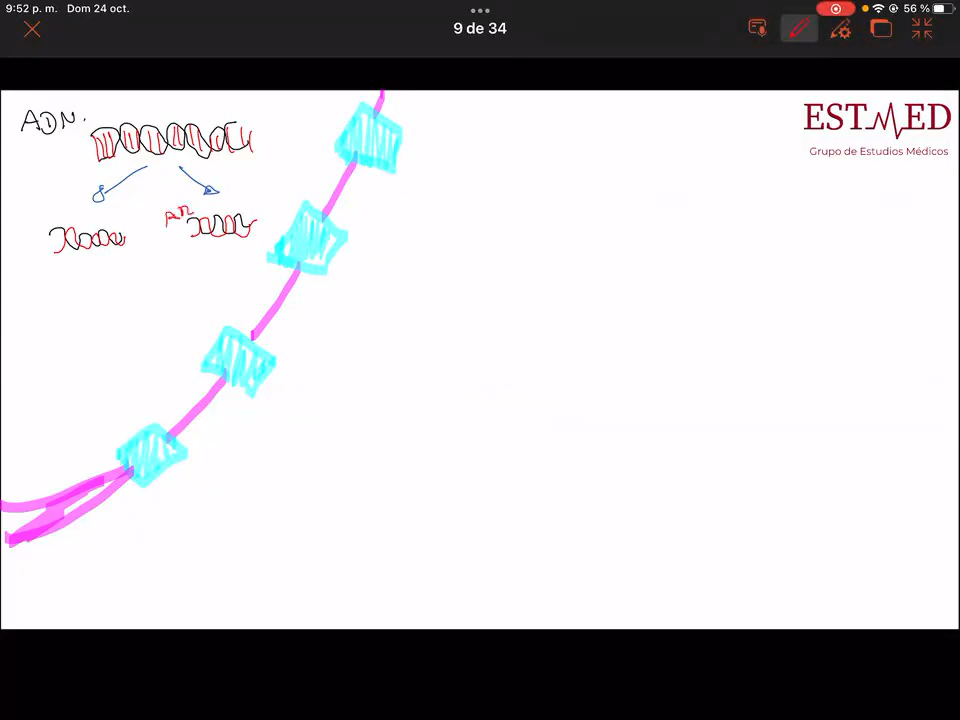 9:52 p. m. Dom 24 oct.
56 %
9 de 34
ADN.
ESTMED
Grupo de Estudios Médicos